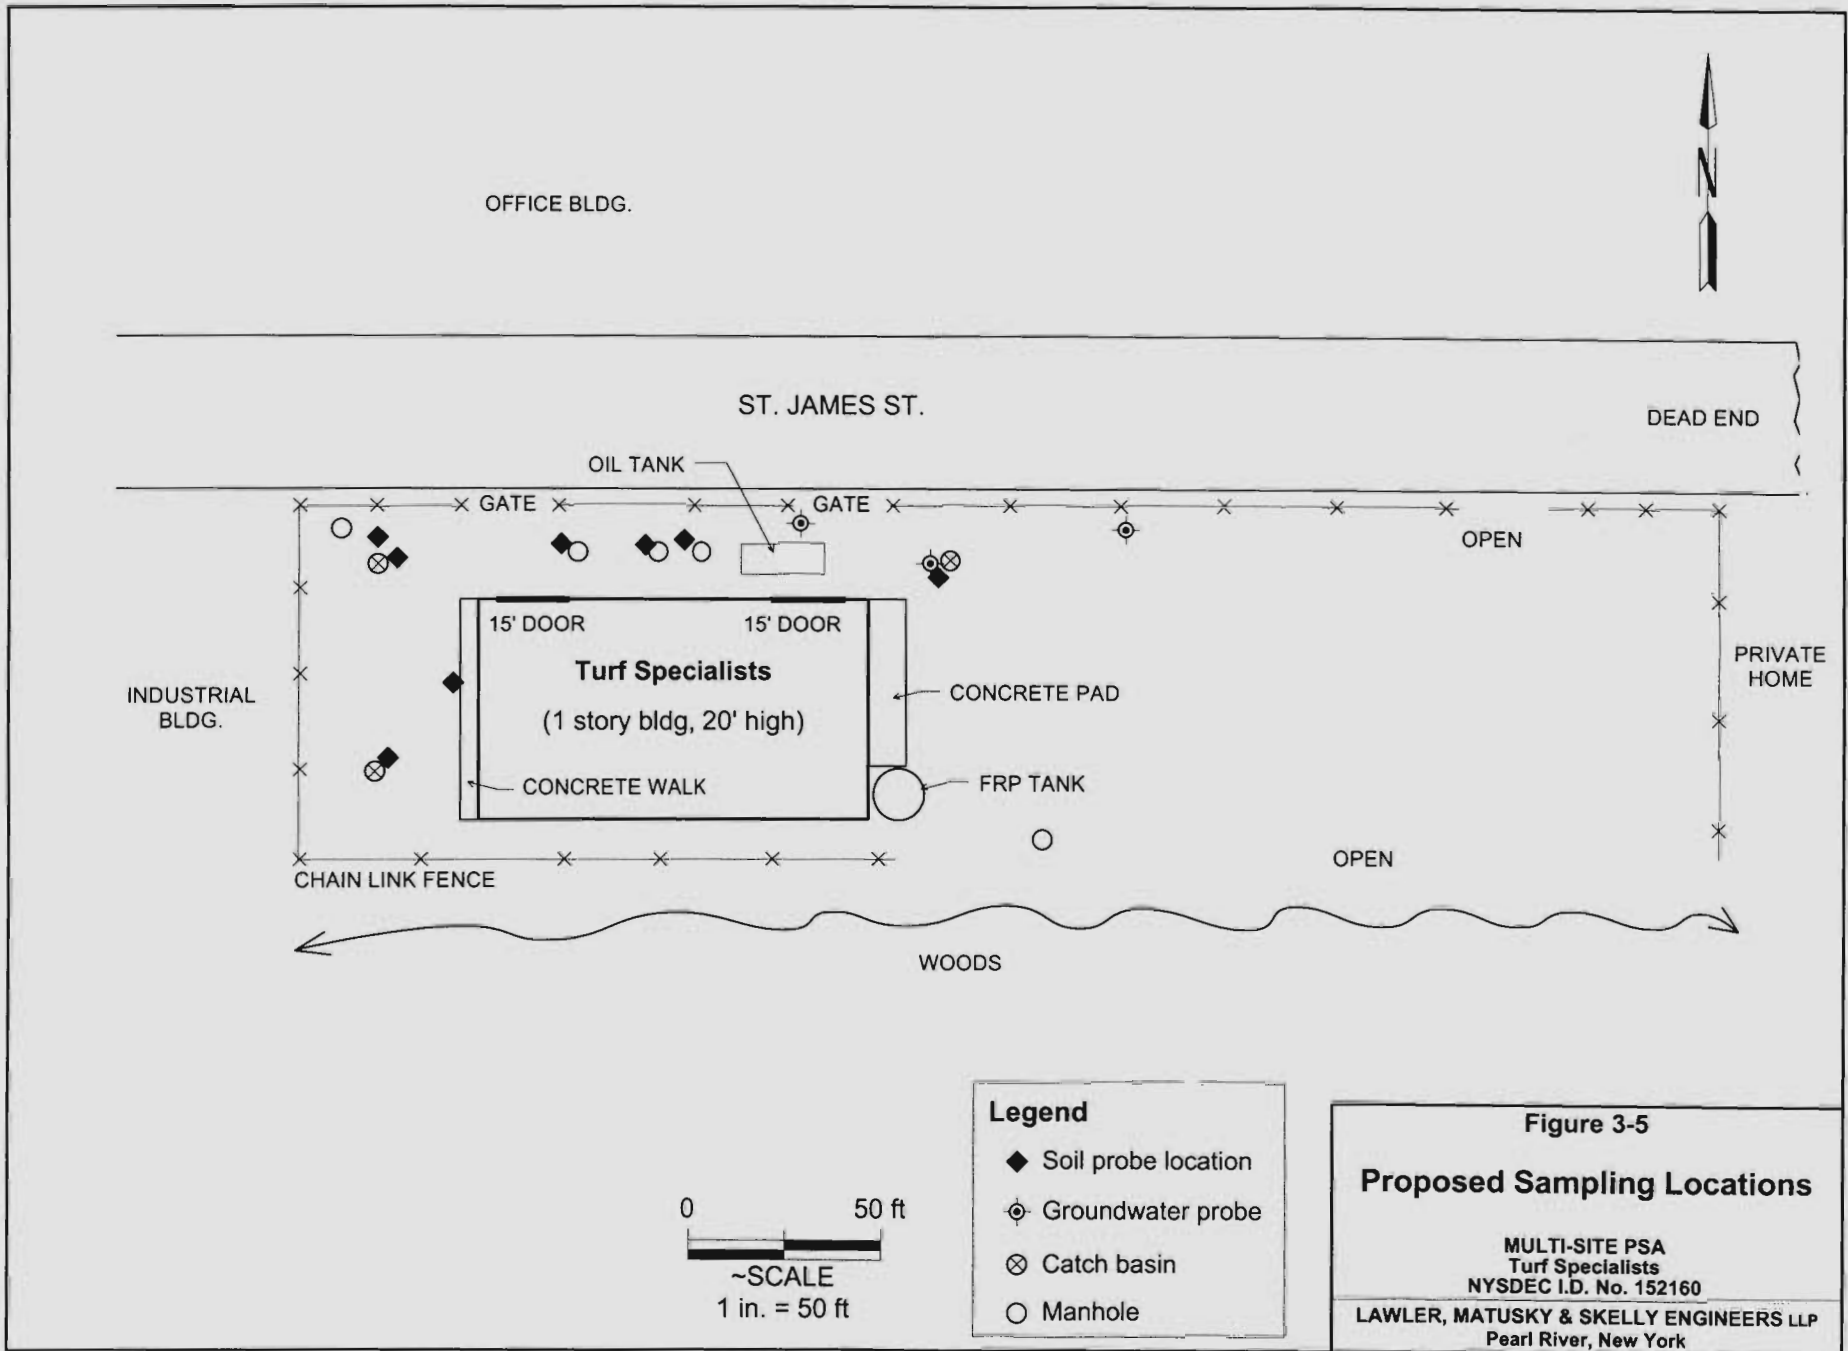 OFFICE BLDG.
N
ST. JAMES ST.
DEAD END
OIL TANK
GATE
GATE
OPEN
15' DOOR
15' DOOR
Turf Specialists
(1 story bldg, 20' high)
CONCRETE PAD
PRIVATE
HOME
INDUSTRIAL
BLDG.
CONCRETE WALK
FRP TANK
OPEN
CHAIN LINK FENCE
WOODS
0 50 ft
~SCALE
1 in. = 50 ft
Legend
Soil probe location
Groundwater probe
Catch basin
Manhole
Figure 3-5
Proposed Sampling Locations
MULTI-SITE PSA
Turf Specialists
NYSDEC I.D. No. 152160
LAWLER, MATUSKY & SKELLY ENGINEERS LLP
Pearl River, New York